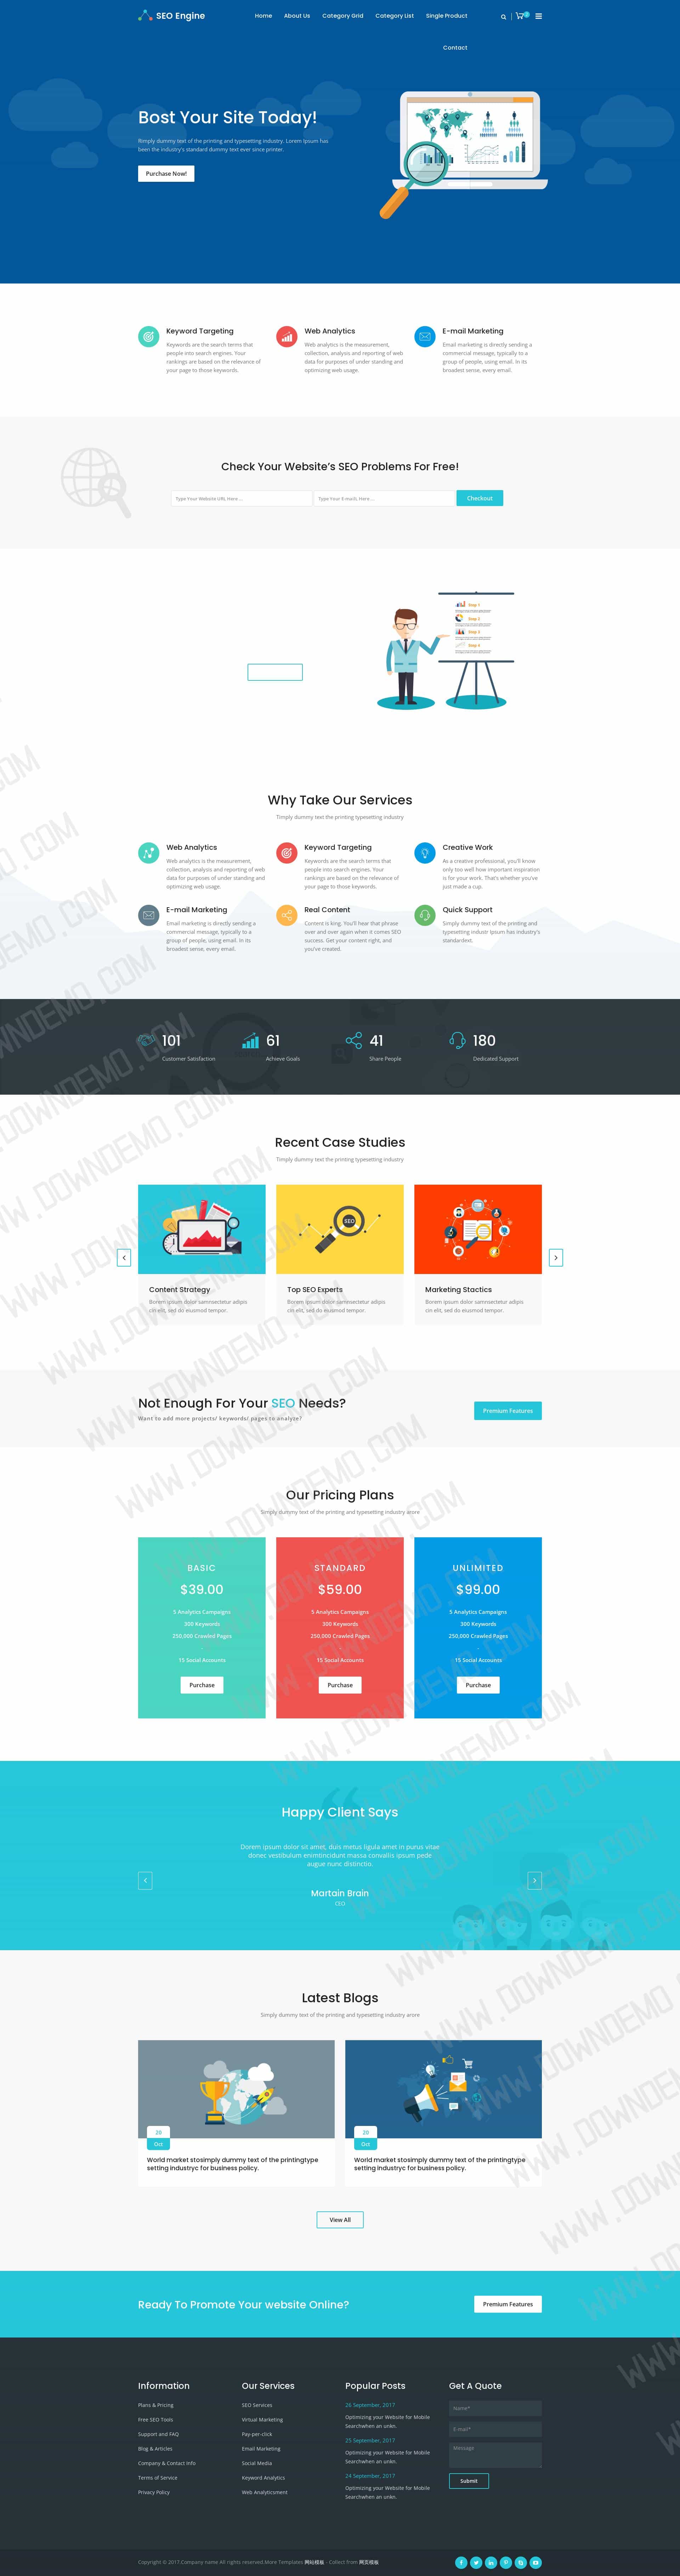 SEO Engine
Home About Us Category Grid Category List Single Product
Contact
Bost Your Site Today!
Rimply dummy text of the printing and typesetting industry. Lorem Ipsum has
been the industry's standard dummy text ever since printer.
Purchase Now!
Keyword Targeting
Keywords are the search terms that
people into search engines. Your
rankings are based on the relevance of
your page to those keywords.
Web Analytics
Web analytics is the measurement,
collection, analysis and reporting of web
data for purposes of under standing and
optimizing web usage.
E-mail Marketing
Email marketing is directly sending a
commercial message, typically to a
group of people, using email. In its
broadest sense, every email.
Check Your Website's SEO Problems For Free!
Type Your Website URL Here ...
Type Your E-maIL Here ...
Checkout
Step 1
Step 2
Step 3
Step 3
Why Take Our Services
Timply dummy text the printing typesetting industry
Web Analytics
Web analytics is the measurement,
collection, analysis and reporting of web
data for purposes of under standing and
optimizing web usage.
Keyword Targeting
Keywords are the search terms that
people into search engines. Your
rankings are based on the relevance of
your page to those keywords.
Creative Work
As a creative professional, you'll know
only too well how important inspiration
is for your work. That's whether you've
just made a cup.
E-mail Marketing
Email marketing is directly sending a
commercial message, typically to a
group of people, using email. In its
broadest sense, every email.
Real Content
Content is king. You'll hear that phrase
over and over again when it comes SEO
success. Get your content right, and
you've created.
Quick Support
Simply dummy text of the printing and
typesetting industr Ipsum has industry's
standardext.
101
Customer Satisfaction
61
Achieve Goals
41
Share People
180
Dedicated Support
Recent Case Studies
Timply dummy text the printing typesetting industry
SEO
Content Strategy
Borem ipsum dolor samnsectetur adipis
cin elit, sed do eiusmod tempor.
Top SEO Experts
Borem ipsum dolor samnsectetur adipis
cin elit, sed do eiusmod tempor.
Marketing Stactics
Borem ipsum dolor samnsectetur adipis
cin elit, sed do eiusmod tempor.
Not Enough For Your SEO Needs?
Want to add more projects/ keywords/ pages to analyze?
Premium Features
Our Pricing Plans
Simply dummy text of the printing and typesetting industry arore
BASIC
$39.00
5 Analytics Campaigns
300 Keywords
250,000 Crawled Pages
-
15 Social Accounts
Purchase
STANDARD
$59.00
5 Analytics Campaigns
300 Keywords
250,000 Crawled Pages
-
15 Social Accounts
Purchase
UNLIMITED
$99.00
5 Analytics Campaigns
300 Keywords
250,000 Crawled Pages
-
15 Social Accounts
Purchase
Happy Client Says
Dorem ipsum dolor sit amet, duis metus ligula amet in purus vitae
donec vestibulum enimtincidunt massa convallis ipsum pede
augue nunc distinctio.
Martain Brain
CEO
Latest Blogs
Simply dummy text of the printing and typesetting industry arore
20
Oct
World market stosimply dummy text of the printingtype
setting industryc for business policy.
20
Oct
World market stosimply dummy text of the printingtype
setting industryc for business policy.
View All
Ready To Promote Your website Online?
Premium Features
Information
Plans & Pricing
Free SEO Tools
Support and FAQ
Blog & Articles
Company & Contact Info
Terms of Service
Privacy Policy
Our Services
SEO Services
Virtual Marketing
Pay-per-click
Email Marketing
Social Media
Keyword Analytics
Web Analyticsment
Popular Posts
26 September, 2017
Optimizing your Website for Mobile
Searchwhen an unkn.
25 September, 2017
Optimizing your Website for Mobile
Searchwhen an unkn.
24 September, 2017
Optimizing your Website for Mobile
Searchwhen an unkn.
Get A Quote
Name*
E-mail*
Message
Submit
Copyright © 2017.Company name All rights reserved.More Templates 网站模板 - Collect from 网页模板
WWW.DOWNDEMO.COM